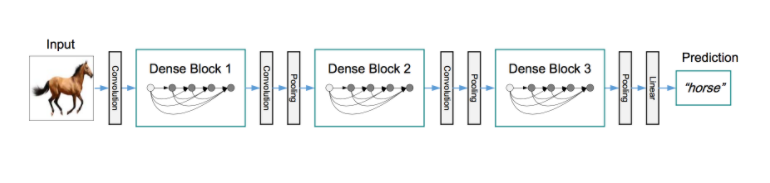 Input
Convolution
Dense Block 1
Convolution
Pooling
Dense Block 2
Convolution
Pooling
Dense Block 3
Pooling
Linear
Prediction
“horse”